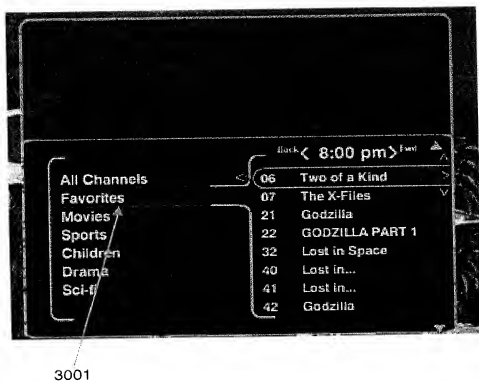 Back < 8:00 pm > Fwd
All Channels
Favorites
Movies
Sports
Children
Drama
Sci-fi
06 Two of a Kind
07 The X-Files
21 Godzilla
22 GODZILLA PART 1
32 Lost in Space
40 Lost in...
41 Lost in...
42 Godzilla
3001